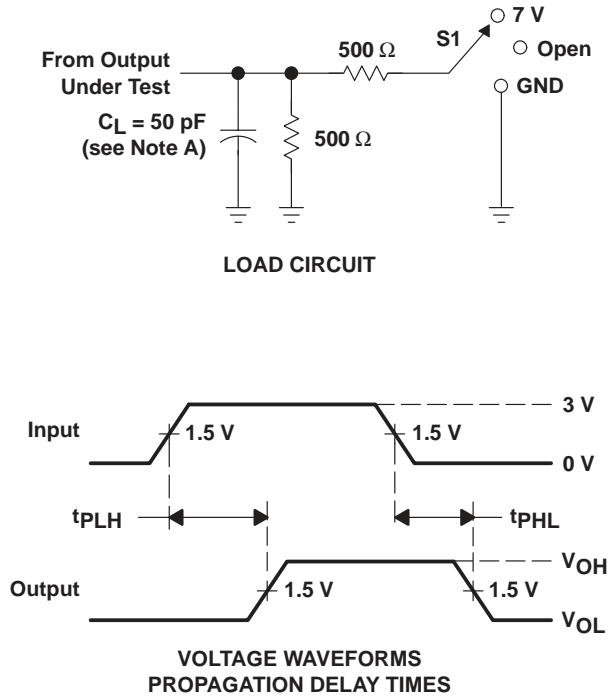 7 V
S1
Open
500 Ω
From Output
Under Test
GND
CL = 50 pF
(see Note A)
500 Ω
LOAD CIRCUIT
3 V
Input
1.5 V
1.5 V
0 V
tPLH
tPHL
VOH
Output
1.5 V
1.5 V
VOL
VOLTAGE WAVEFORMS
PROPAGATION DELAY TIMES